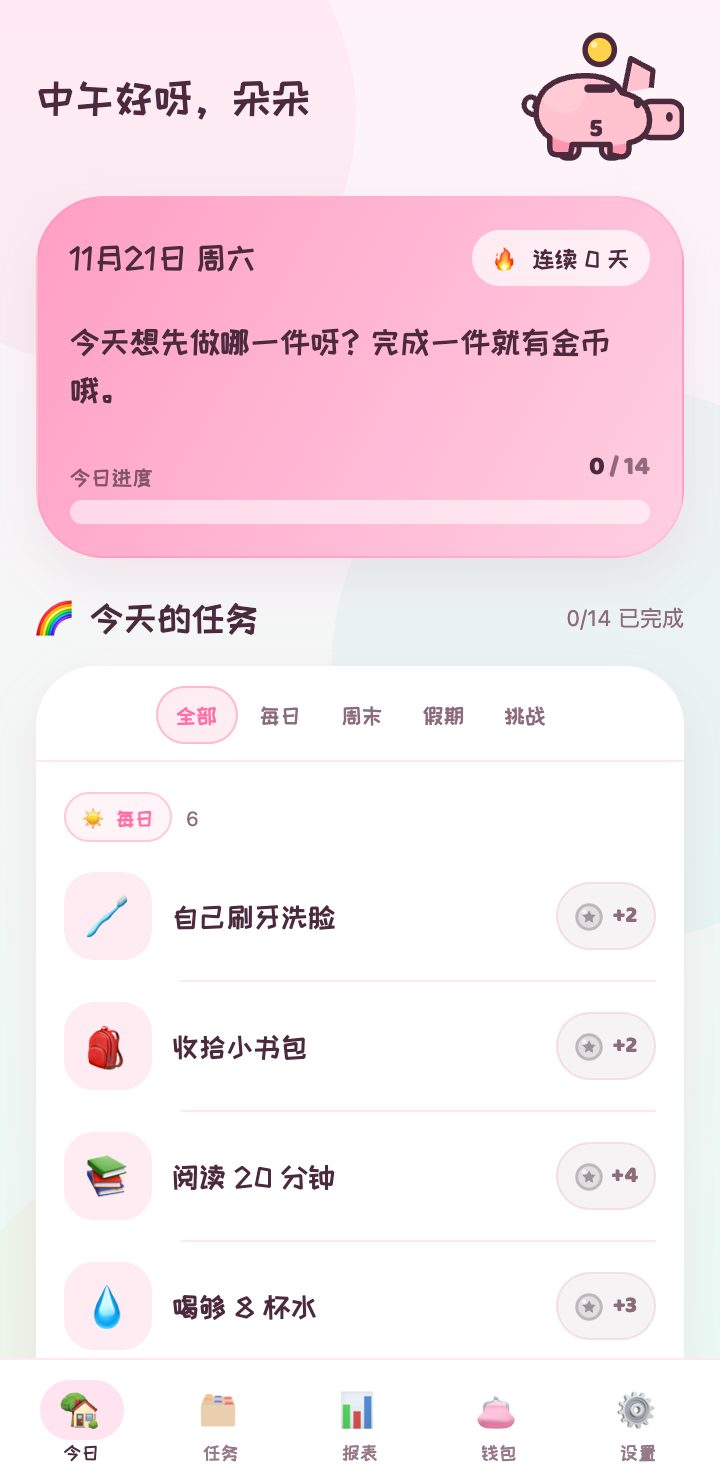 中午好呀，朵朵
5
11月21日 周六
🔥 连续 0 天
今天想先做哪一件呀？完成一件就有金币
哦。
今日进度
0 / 14
🌈 今天的任务
0/14 已完成
全部 每日 周末 假期 挑战
☀️ 每日 6
自己刷牙洗脸 +2
收拾小书包 +2
阅读 20 分钟 +4
喝够 8 杯水 +3
今日 任务 报表 钱包 设置